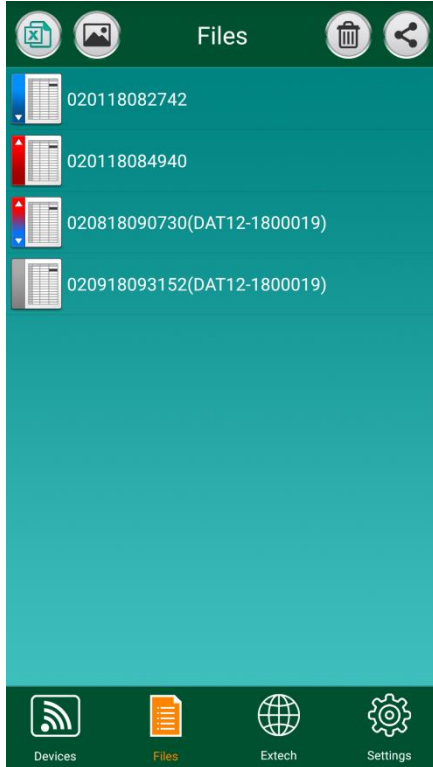 Files
020118082742
020118084940
020818090730(DAT12-1800019)
020918093152(DAT12-1800019)
Devices
Files
Extech
Settings